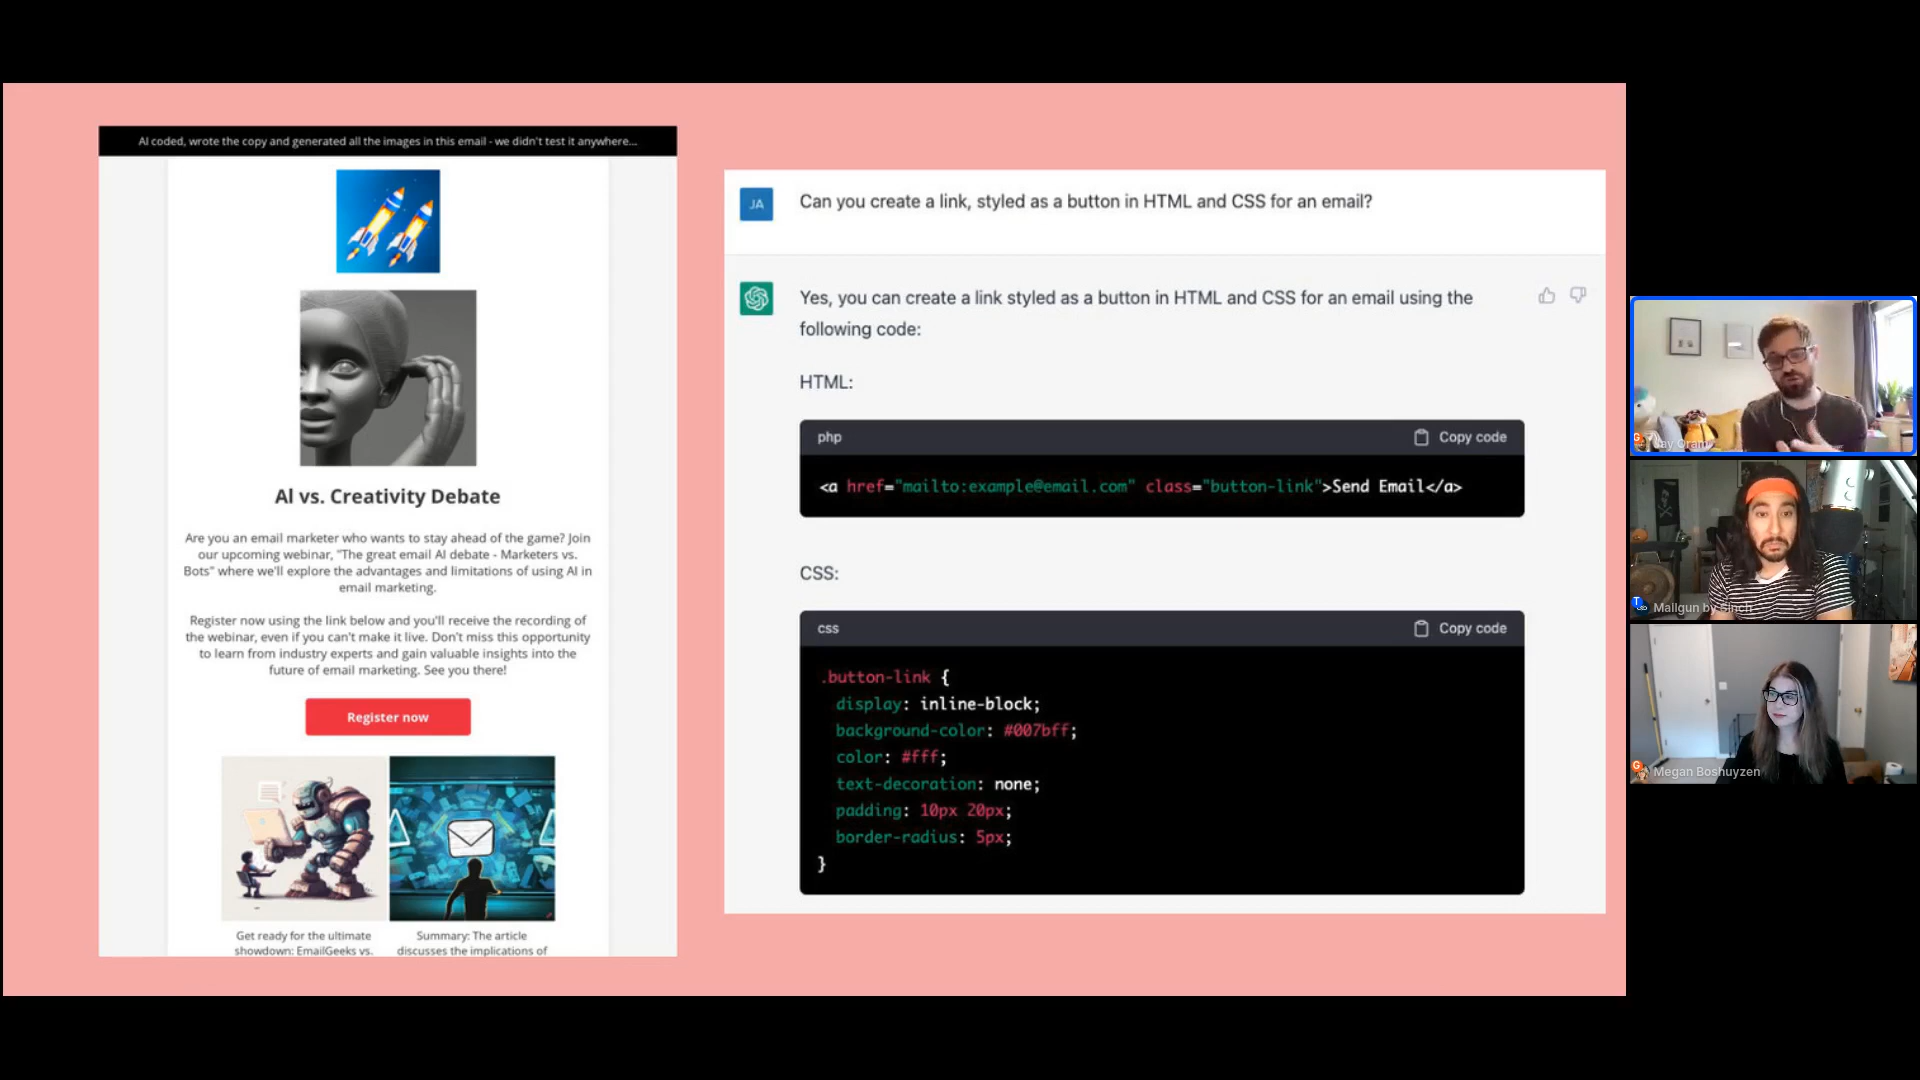 AI coded, wrote the copy and generated all the images in this email - we didn't test it anywhere...
AI vs. Creativity Debate
Are you an email marketer who wants to stay ahead of the game? Join
our upcoming webinar, "The great email AI debate - Marketers vs.
Bots" where we'll explore the advantages and limitations of using AI in
email marketing.
Register now using the link below and you'll receive the recording of
the webinar, even if you can't make it live. Don't miss this opportunity
to learn from industry experts and gain valuable insights into the
future of email marketing. See you there!
Register now
Get ready for the ultimate
showdown: EmailGeeks vs.
Summary: The article
discusses the implications of
JA
Can you create a link, styled as a button in HTML and CSS for an email?
Yes, you can create a link styled as a button in HTML and CSS for an email using the
following code:
HTML:
php
Copy code
<a href="mailto:example@email.com" class="button-link">Send Email</a>
CSS:
css
Copy code
.button-link {
display: inline-block;
background-color: #007bff;
color: #fff;
text-decoration: none;
padding: 10px 20px;
border-radius: 5px;
}
Jay Oram
Mailgun by Sinch
Megan Boshuyzen